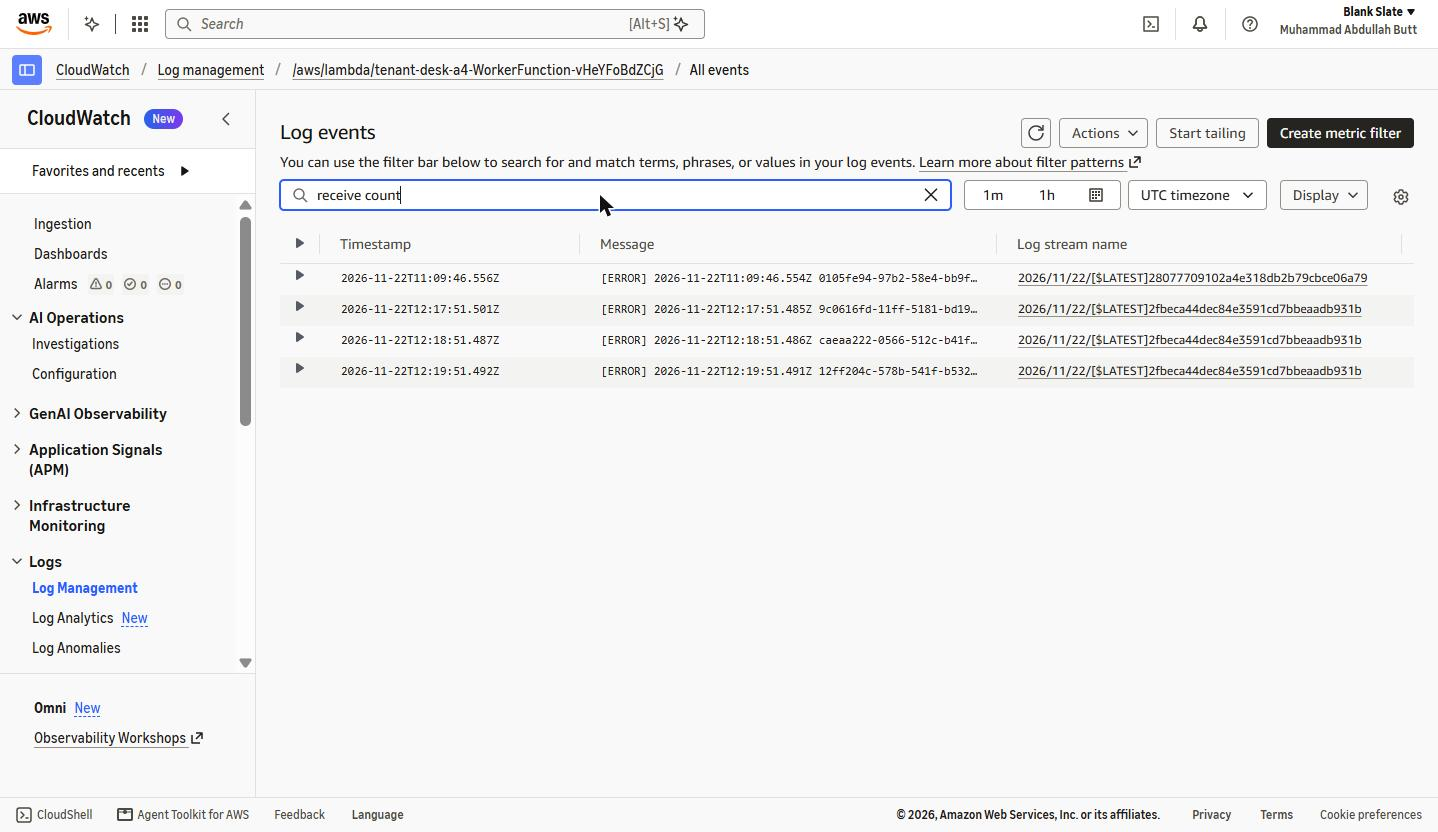 aws
Search
[Alt+S]
Blank Slate
Muhammad Abdullah Butt
CloudWatch / Log management / /aws/lambda/tenant-desk-a4-WorkerFunction-vHeYFoBdZCjG / All events
CloudWatch New
Favorites and recents
Ingestion
Dashboards
Alarms 0 0 0
AI Operations
Investigations
Configuration
GenAI Observability
Application Signals
(APM)
Infrastructure
Monitoring
Logs
Log Management
Log Analytics New
Log Anomalies
Omni New
Observability Workshops
Log events
Actions
Start tailing
Create metric filter
You can use the filter bar below to search for and match terms, phrases, or values in your log events. Learn more about filter patterns
receive count
1m 1h
UTC timezone
Display
Timestamp Message Log stream name
2026-11-22T11:09:46.556Z [ERROR] 2026-11-22T11:09:46.554Z 0105fe94-97b2-58e4-bb9f… 2026/11/22/[$LATEST]28077709102a4e318db2b79cbce06a79
2026-11-22T12:17:51.501Z [ERROR] 2026-11-22T12:17:51.485Z 9c0616fd-11ff-5181-bd19… 2026/11/22/[$LATEST]2fbeca44dec84e3591cd7bbeaadb931b
2026-11-22T12:18:51.487Z [ERROR] 2026-11-22T12:18:51.486Z caeaa222-0566-512c-b41f… 2026/11/22/[$LATEST]2fbeca44dec84e3591cd7bbeaadb931b
2026-11-22T12:19:51.492Z [ERROR] 2026-11-22T12:19:51.491Z 12ff204c-578b-541f-b532… 2026/11/22/[$LATEST]2fbeca44dec84e3591cd7bbeaadb931b
CloudShell
Agent Toolkit for AWS
Feedback
Language
© 2026, Amazon Web Services, Inc. or its affiliates.
Privacy
Terms
Cookie preferences